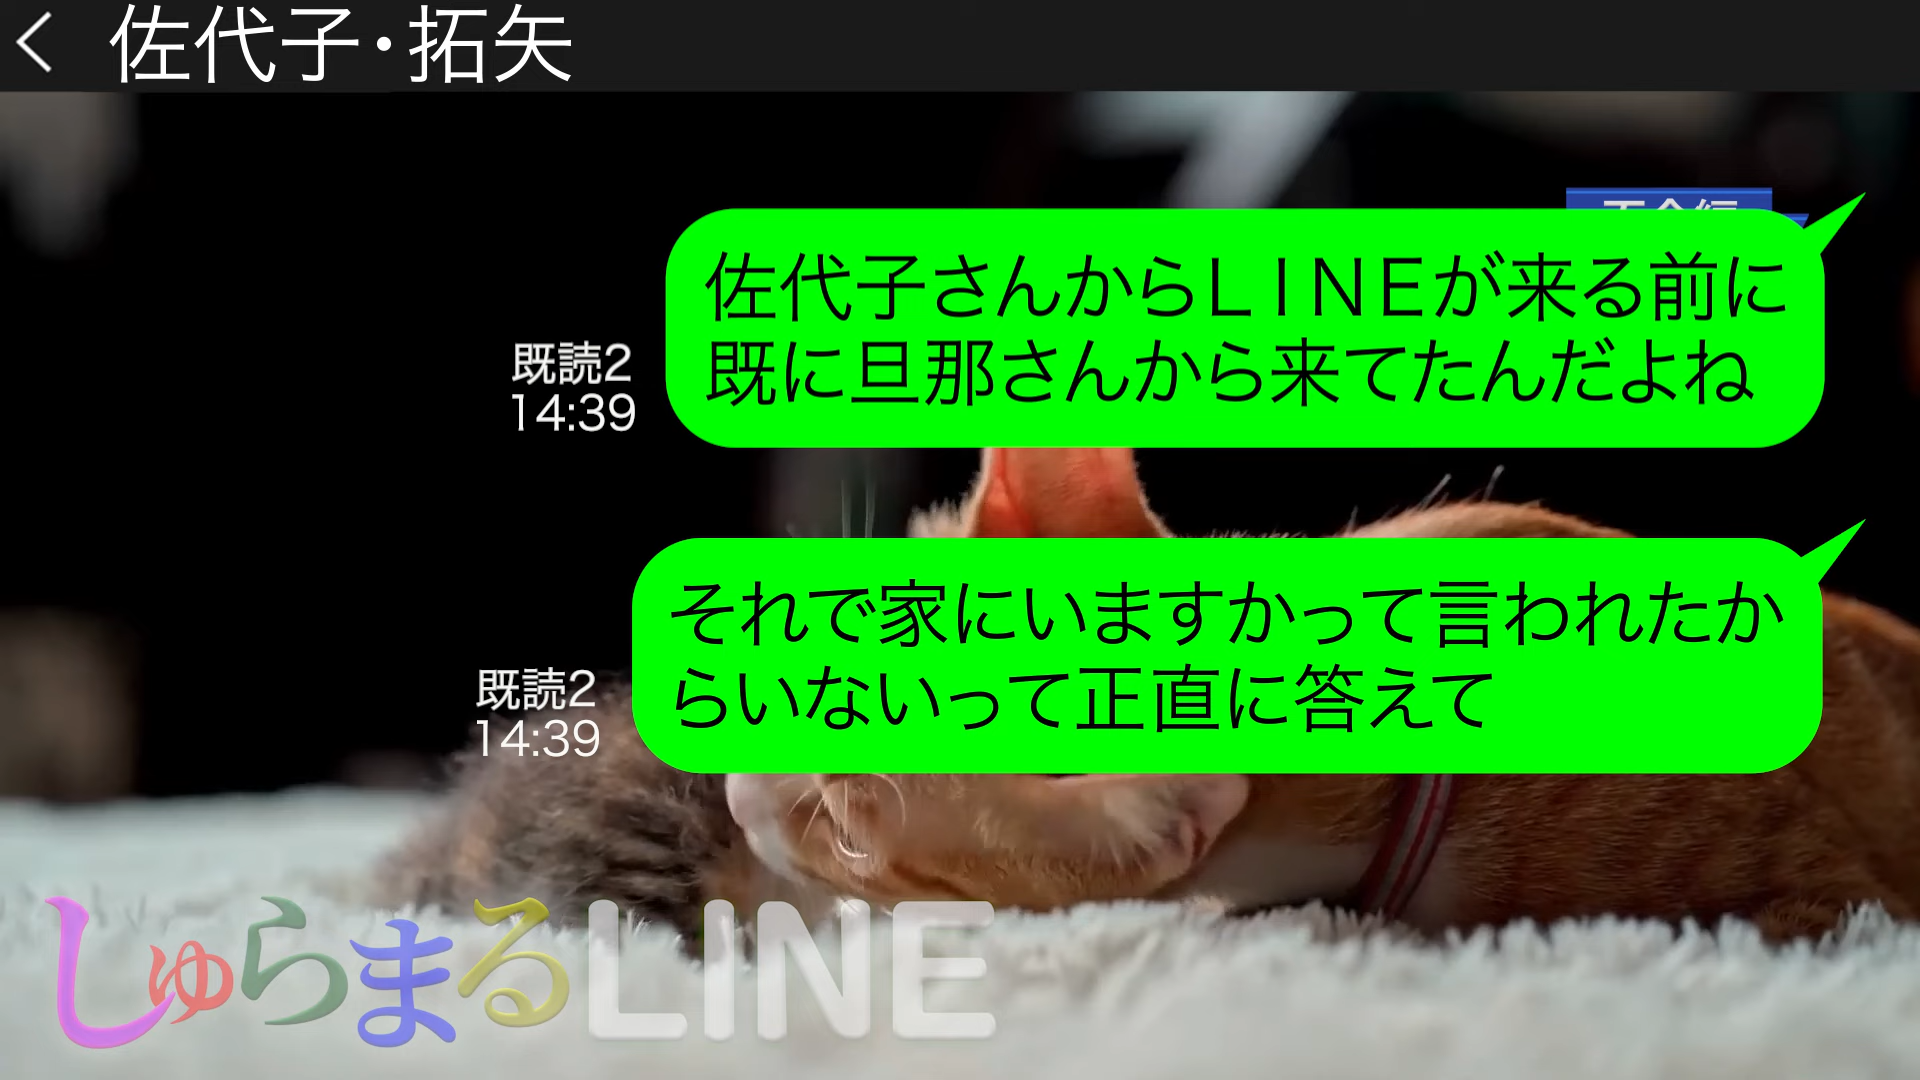 佐代子・拓矢
佐代子さんからＬＩＮＥが来る前に
既に旦那さんから来てたんだよね
既読2
14:39
それで家にいますかって言われたか
らいないって正直に答えて
既読2
14:39
しゅらまるLINE